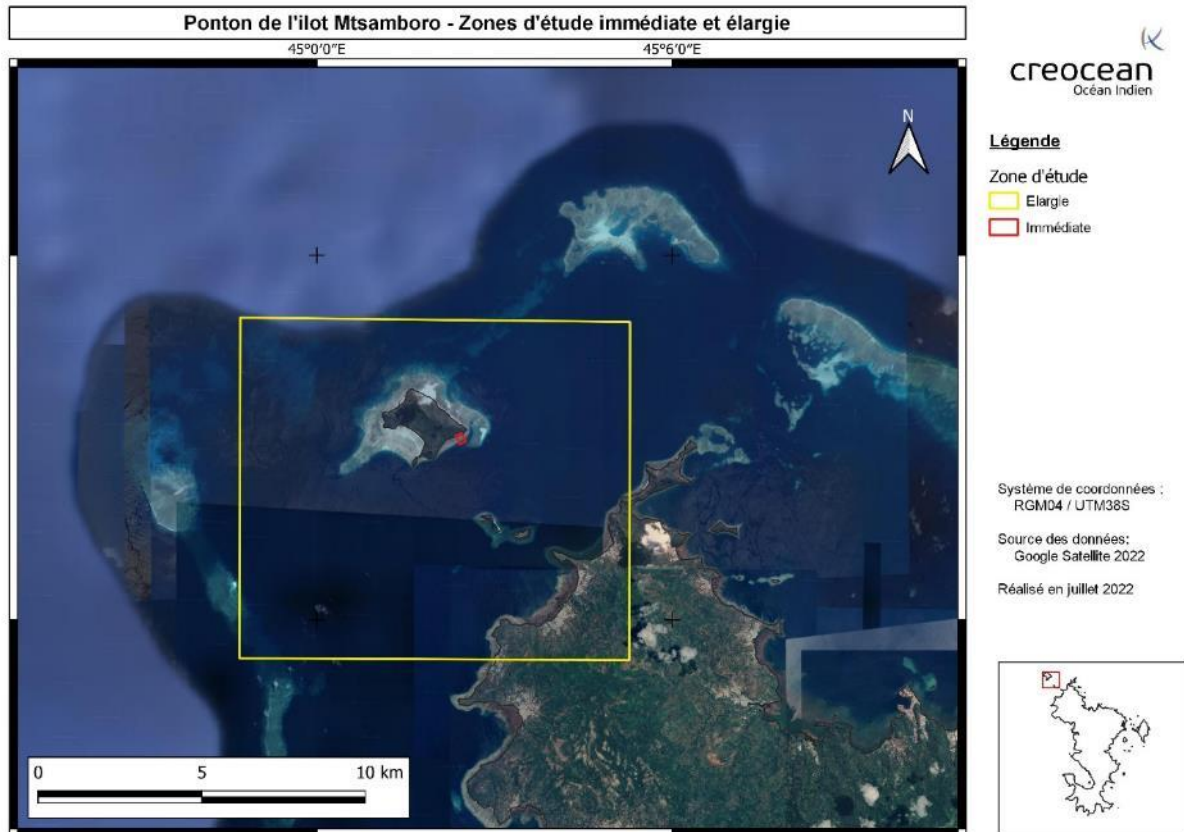 Ponton de l'ilot Mtsamboro - Zones d'étude immédiate et élargie
45°0'0"E
45°6'0"E
N
creocean
Océan Indien
Légende
Zone d'étude
Elargie
Immédiate
Système de coordonnées :
RGM04 / UTM38S
Source des données:
Google Satellite 2022
Réalisé en juillet 2022
0 5 10 km